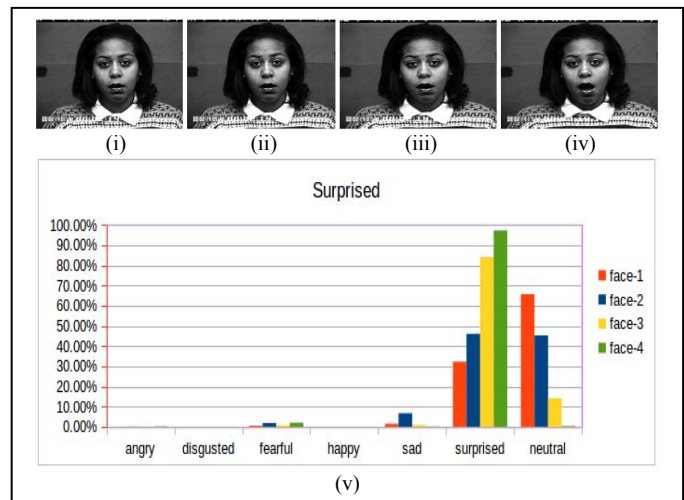 (i) (ii) (iii) (iv)
Surprised
100.00%
90.00%
80.00%
70.00%
60.00%
50.00%
40.00%
30.00%
20.00%
10.00%
0.00%
angry disgusted fearful happy sad surprised neutral
face-1
face-2
face-3
face-4
(v)